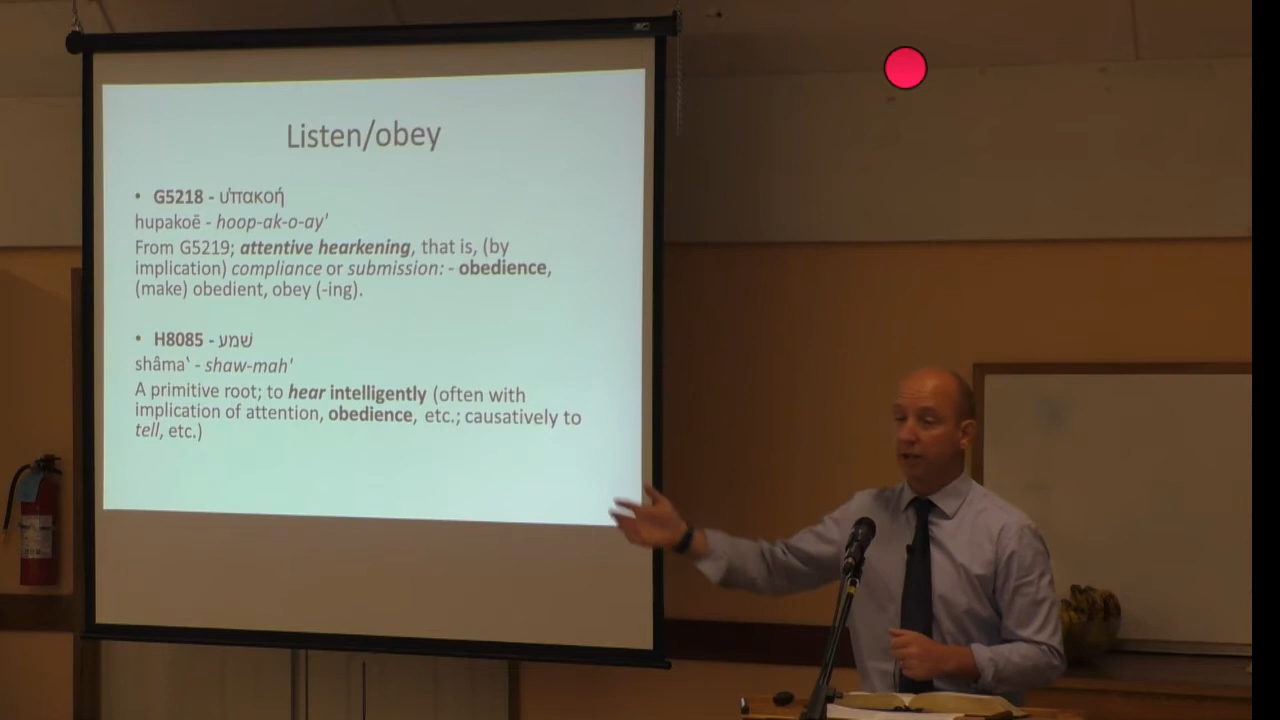 Listen/obey
• G5218 - ὑπακοή
hupakoē - hoop-ak-o-ay'
From G5219; attentive hearkening, that is, (by
implication) compliance or submission: - obedience,
(make) obedient, obey (-ing).
• H8085 - שׁמע
shâma‛ - shaw-mah'
A primitive root; to hear intelligently (often with
implication of attention, obedience, etc.; causatively to
tell, etc.)